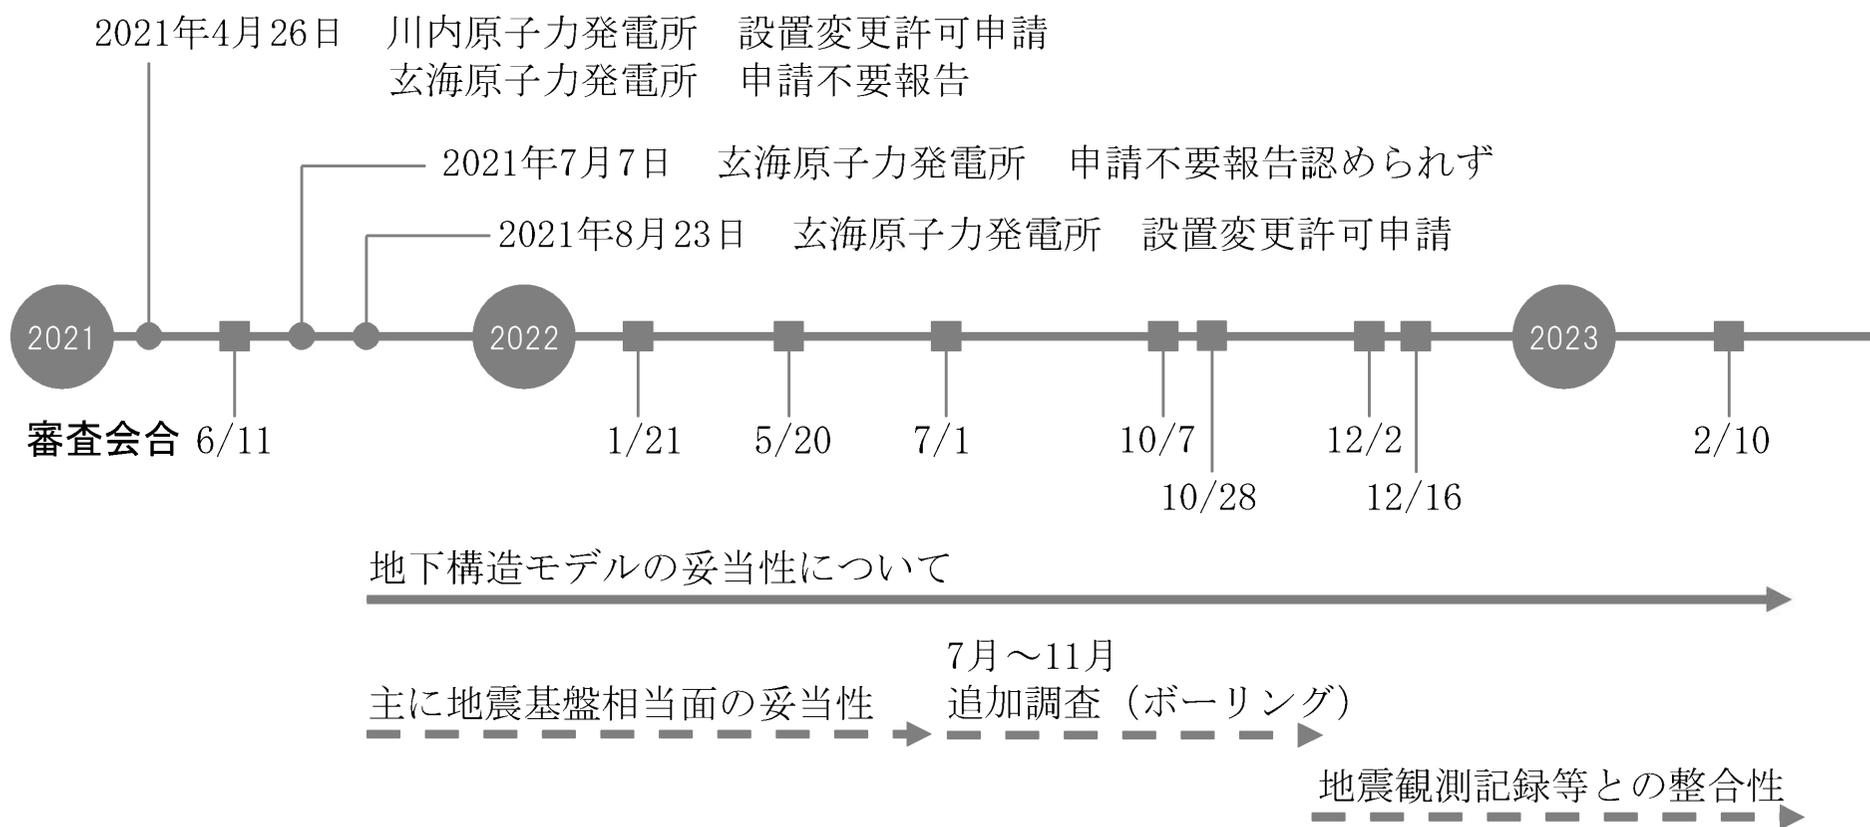 2021年4月26日　川内原子力発電所　設置変更許可申請
玄海原子力発電所　申請不要報告
2021年7月7日　玄海原子力発電所　申請不要報告認められず
2021年8月23日　玄海原子力発電所　設置変更許可申請
2021
2022
2023
審査会合 6/11
1/21
5/20
7/1
10/7
12/2
2/10
10/28
12/16
地下構造モデルの妥当性について
7月～11月
主に地震基盤相当面の妥当性
追加調査（ボーリング）
地震観測記録等との整合性